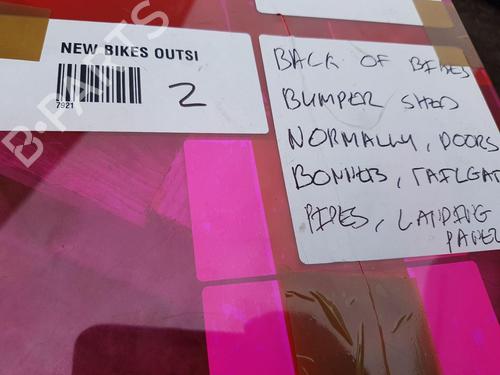 NEW BIKES OUTSI
7921
2
BACK OF BIKES
BUMPER SHED
NORMALLY, DOORS
BONNETS, TAILGAT
PIPES, LANDING
PANEL
B-PARTS